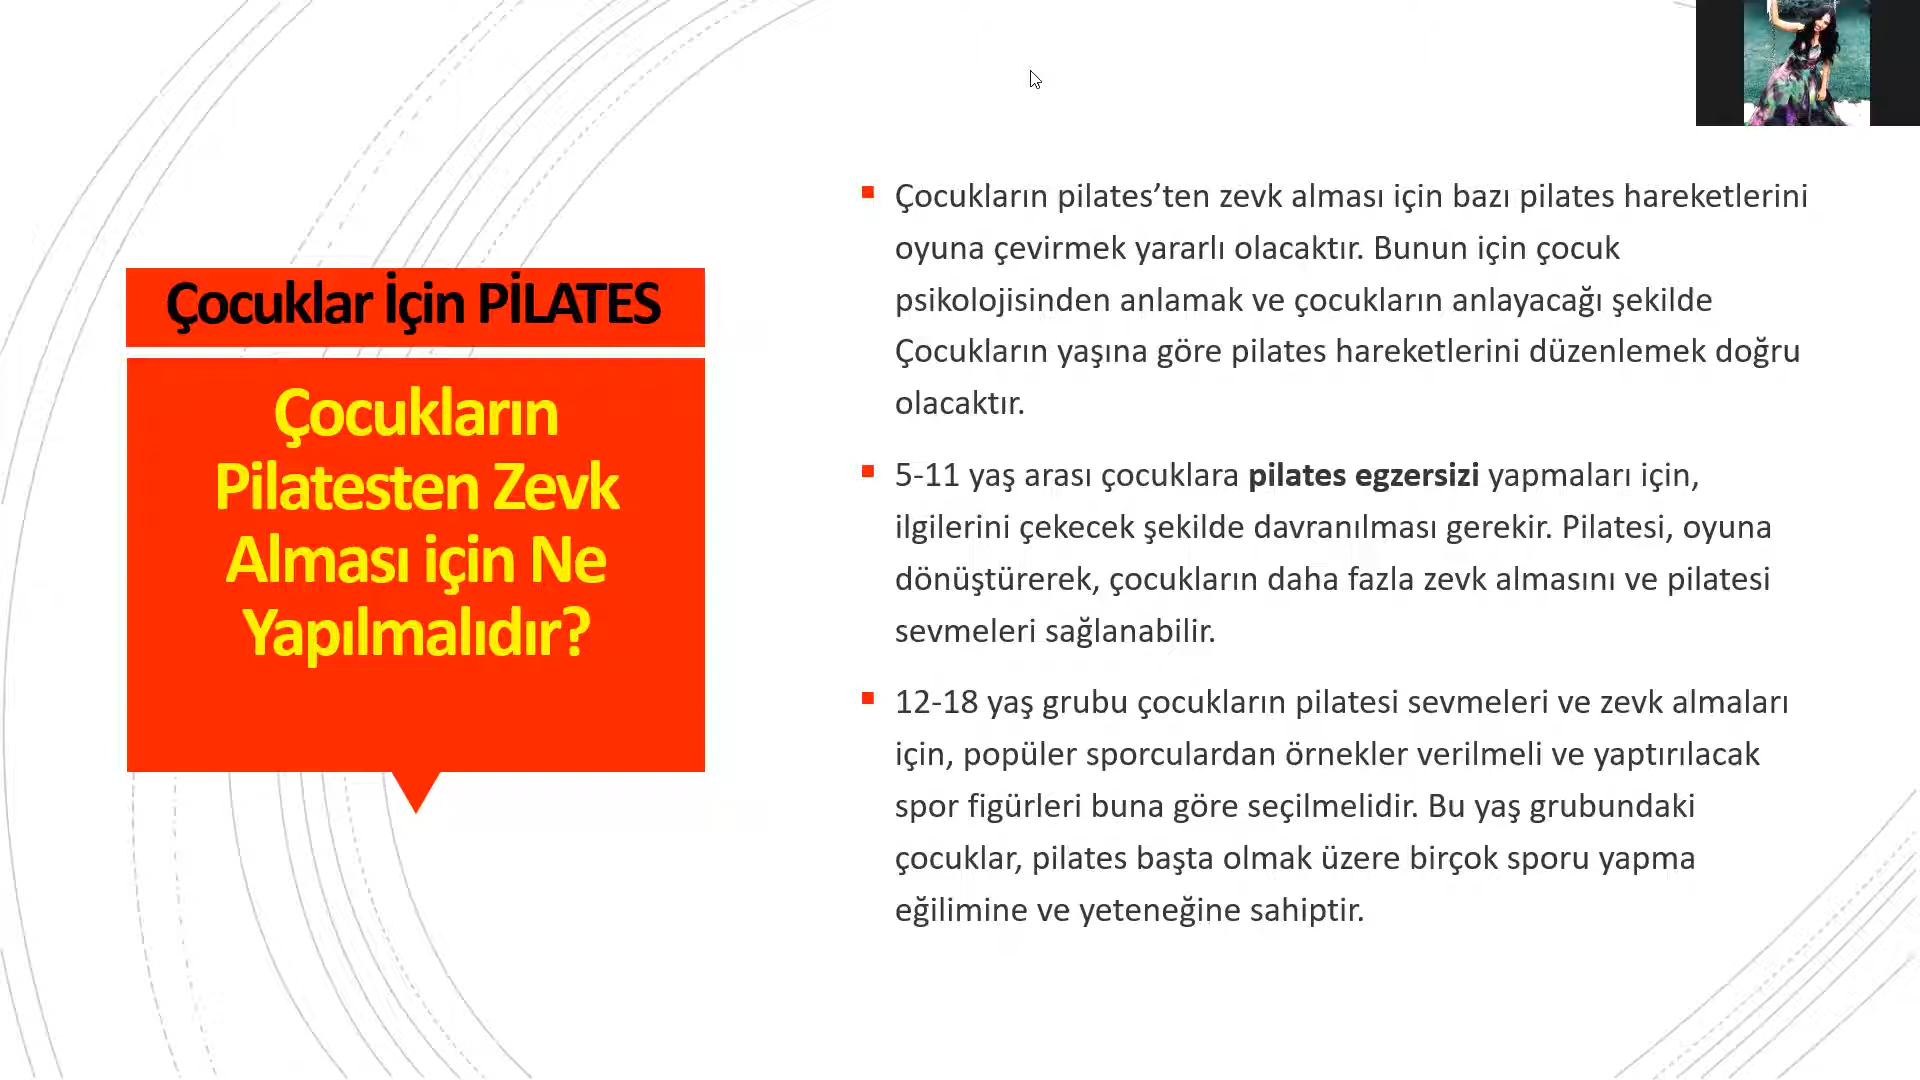 Çocuklar İçin PİLATES
Çocukların
Pilatesten Zevk
Alması için Ne
Yapılmalıdır?
Çocukların pilates’ten zevk alması için bazı pilates hareketlerini
oyuna çevirmek yararlı olacaktır. Bunun için çocuk
psikolojisinden anlamak ve çocukların anlayacağı şekilde
Çocukların yaşına göre pilates hareketlerini düzenlemek doğru
olacaktır.
5-11 yaş arası çocuklara pilates egzersizi yapmaları için,
ilgilerini çekecek şekilde davranılması gerekir. Pilatesi, oyuna
dönüştürerek, çocukların daha fazla zevk almasını ve pilatesi
sevmeleri sağlanabilir.
12-18 yaş grubu çocukların pilatesi sevmeleri ve zevk almaları
için, popüler sporculardan örnekler verilmeli ve yaptırılacak
spor figürleri buna göre seçilmelidir. Bu yaş grubundaki
çocuklar, pilates başta olmak üzere birçok sporu yapma
eğilimine ve yeteneğine sahiptir.